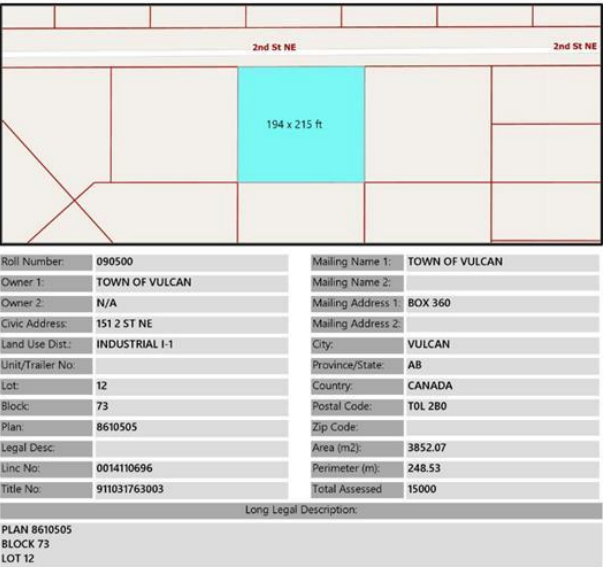 2nd St NE
2nd St NE
194 x 215 ft
Roll Number: 090500 Mailing Name 1: TOWN OF VULCAN
Owner 1: TOWN OF VULCAN Mailing Name 2:
Owner 2: N/A Mailing Address 1: BOX 360
Civic Address: 151 2 ST NE Mailing Address 2:
Land Use Dist.: INDUSTRIAL I-1 City: VULCAN
Unit/Trailer No: Province/State: AB
Lot: 12 Country: CANADA
Block: 73 Postal Code: T0L 2B0
Plan: 8610505 Zip Code:
Legal Desc: Area (m2): 3852.07
Linc No: 0014110696 Perimeter (m): 248.53
Title No: 911031763003 Total Assessed 15000
Long Legal Description:
PLAN 8610505
BLOCK 73
LOT 12